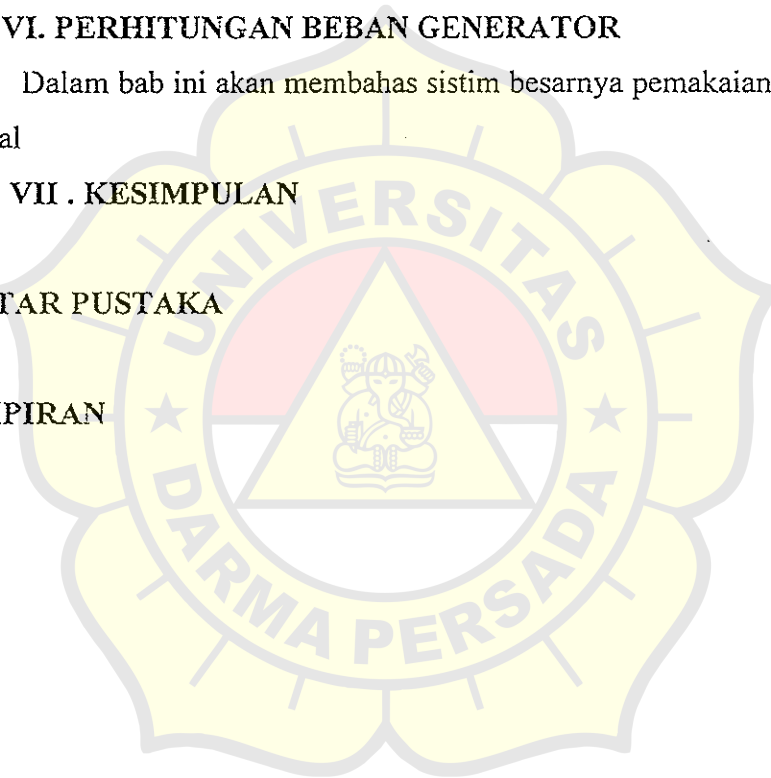 VI. PERHITUNGAN BEBAN GENERATOR
Dalam bab ini akan membahas sistim besarnya pemakaian
al
VII . KESIMPULAN
TAR PUSTAKA
PIRAN
UNIVERSITAS
DARMA PERSADA